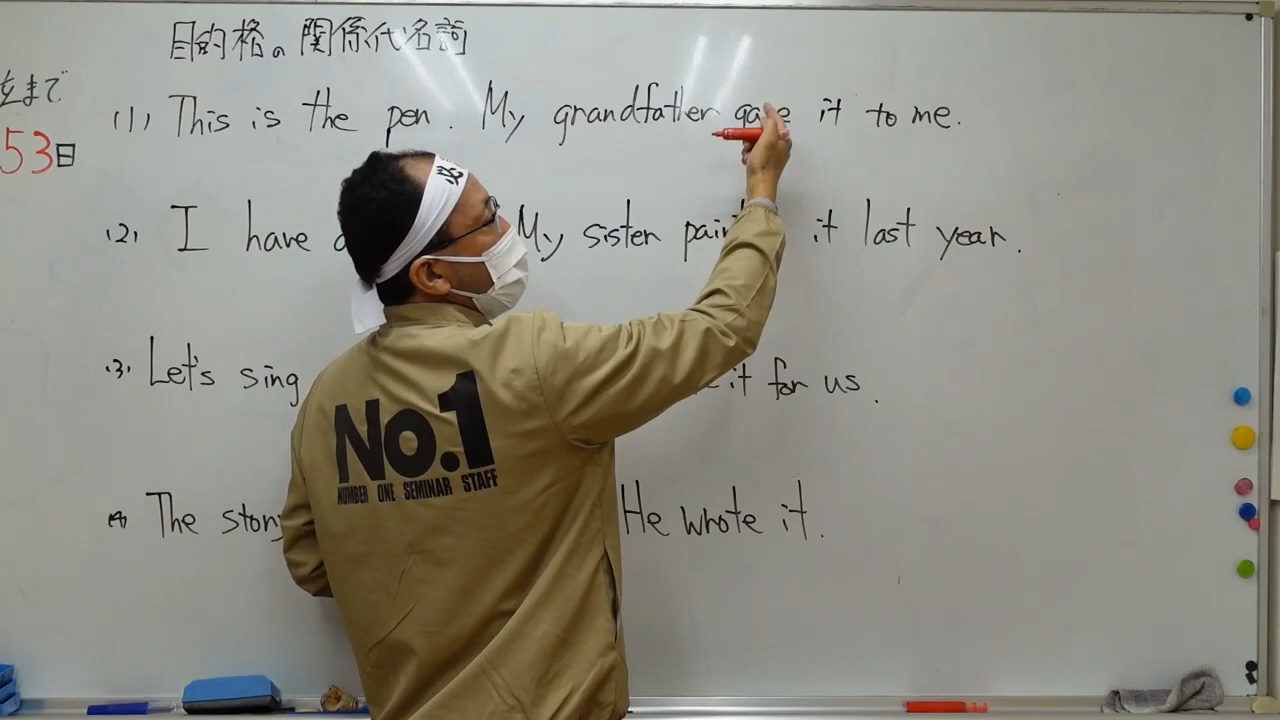 目的格の関係代名詞
立まで
53日
(1) This is the pen. My grandfather gave it to me.
(2) I have My sister it last year.
(3) Let's sing it for us.
(4) The story He wrote it.
必
No.1
NUMBER ONE SEMINAR STAFF